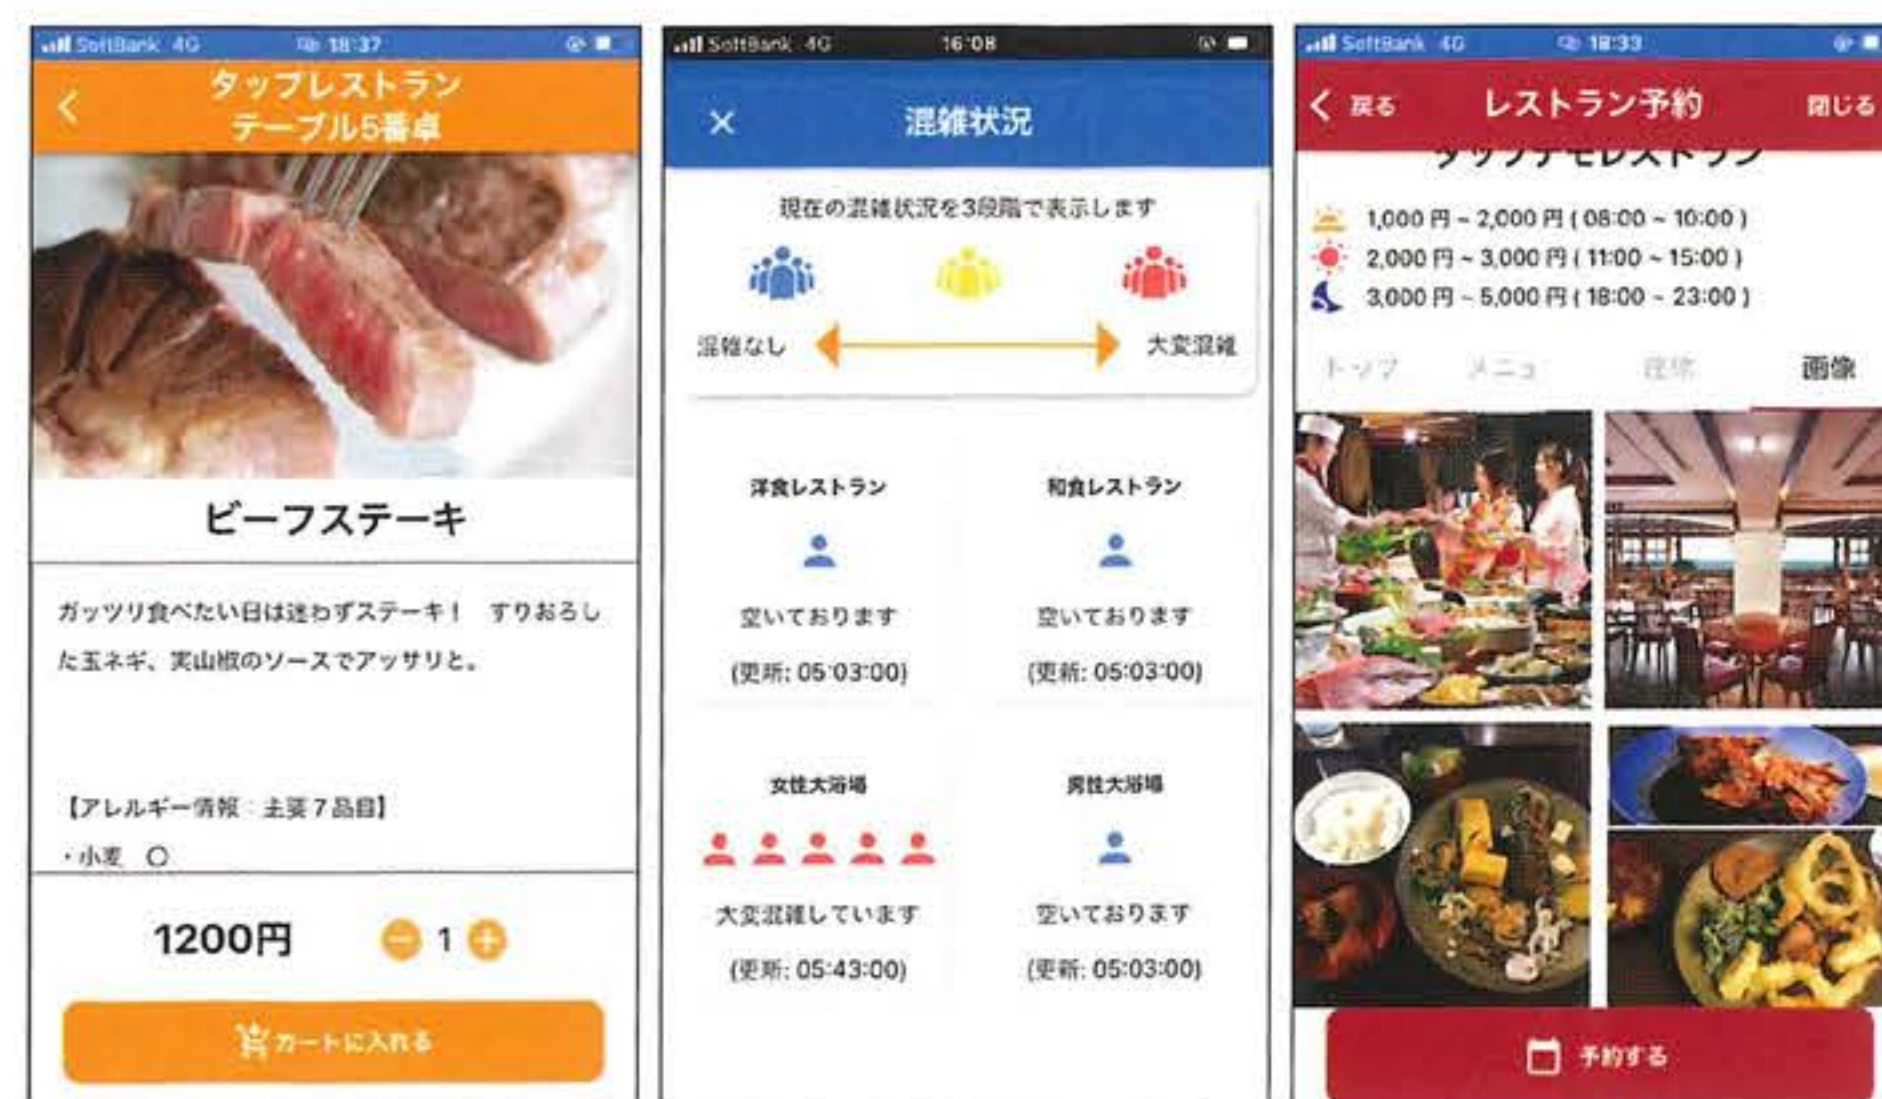 SoftBank 4G 18:37
タップレストラン
テーブル5番卓
ビーフステーキ
ガッツリ食べたい日は迷わずステーキ! すりおろし
た玉ネギ、実山椒のソースでアッサリと。
【アレルギー情報:主要7品目】
・小麦 〇
1200円 1
カートに入れる
SoftBank 4G 16:08
混雑状況
現在の混雑状況を3段階で表示します
混雑なし 大変混雑
洋食レストラン 和食レストラン
空いております 空いております
(更新: 05:03:00) (更新: 05:03:00)
女性大浴場 男性大浴場
大変混雑しています 空いております
(更新: 05:43:00) (更新: 05:03:00)
SoftBank 4G 18:33
戻る レストラン予約 閉じる
タップデモレストラン
1,000 円 ~ 2,000 円 ( 08:00 ~ 10:00 )
2,000 円 ~ 3,000 円 ( 11:00 ~ 15:00 )
3,000 円 ~ 5,000 円 ( 18:00 ~ 23:00 )
トップ メニュ 画像
予約する